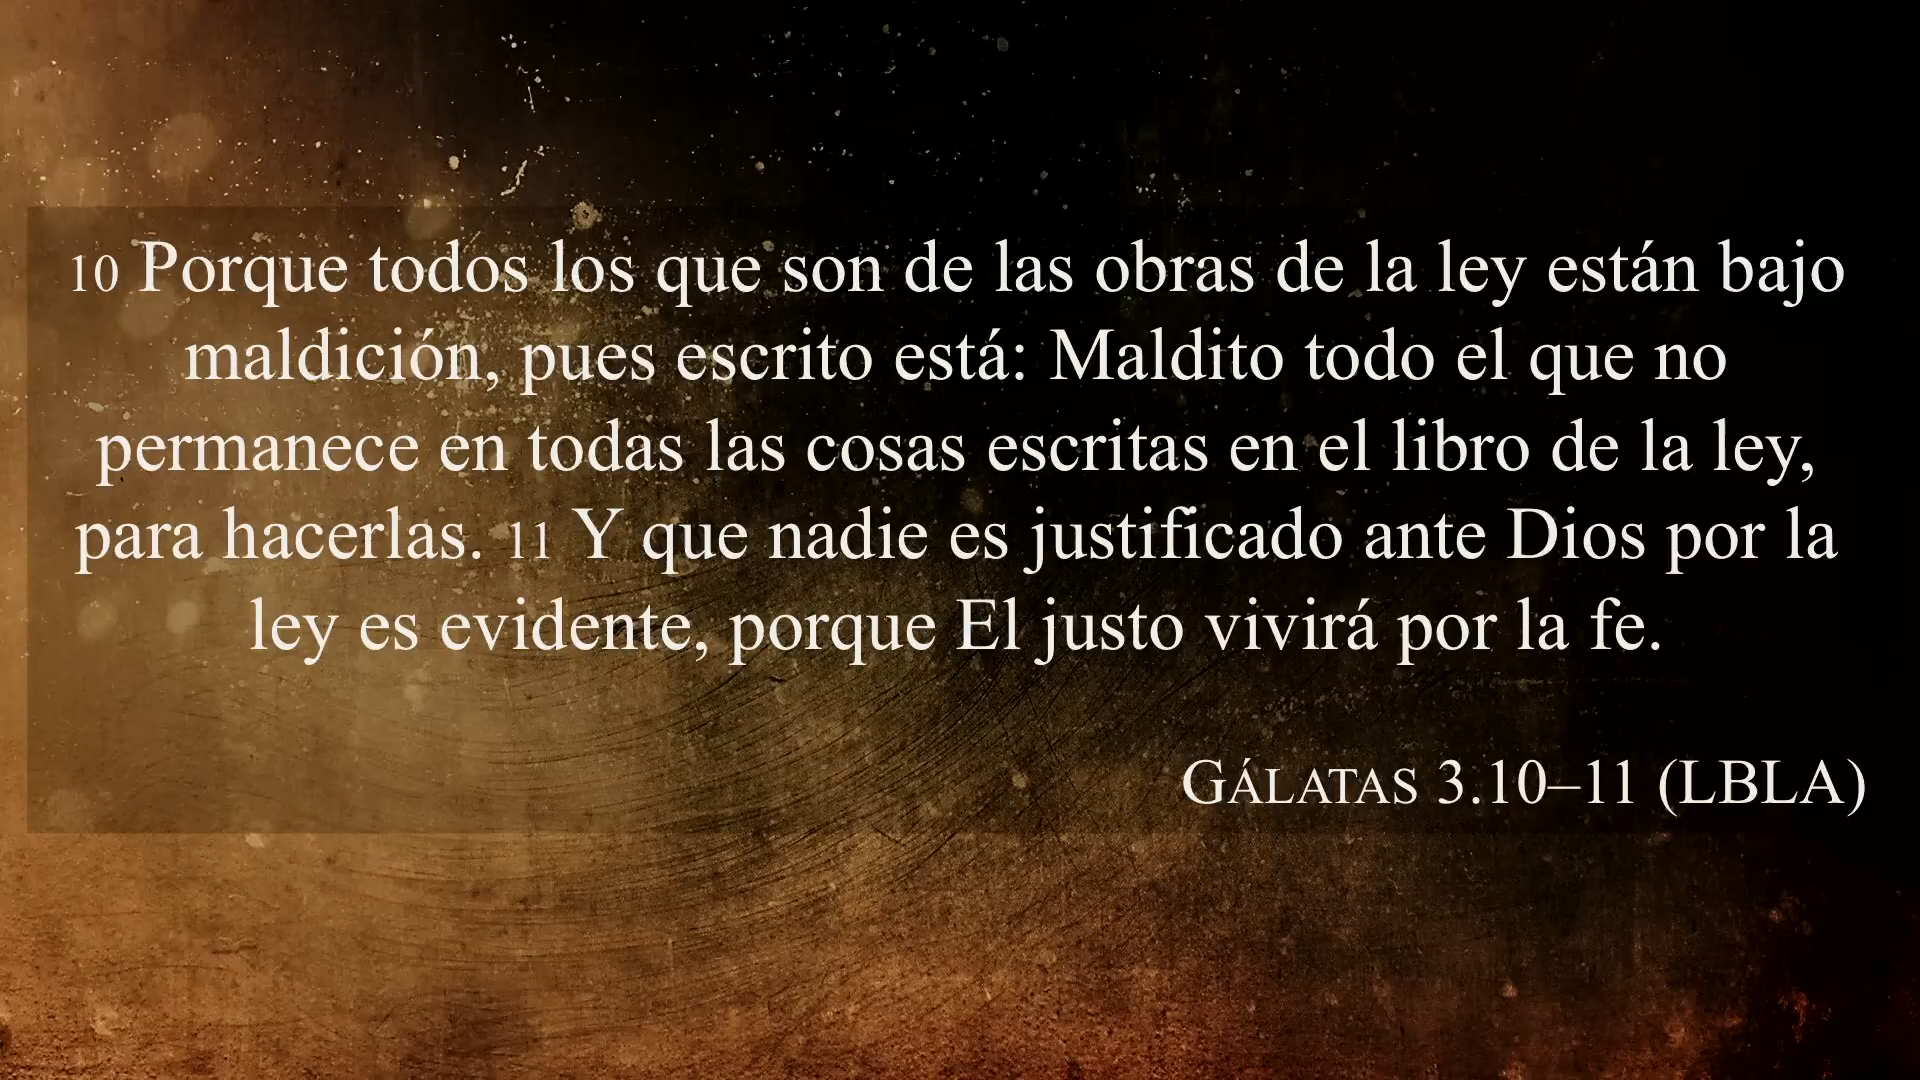 10 Porque todos los que son de las obras de la ley están bajo
maldición, pues escrito está: Maldito todo el que no
permanece en todas las cosas escritas en el libro de la ley,
para hacerlas. 11 Y que nadie es justificado ante Dios por la
ley es evidente, porque El justo vivirá por la fe.
GÁLATAS 3.10–11 (LBLA)